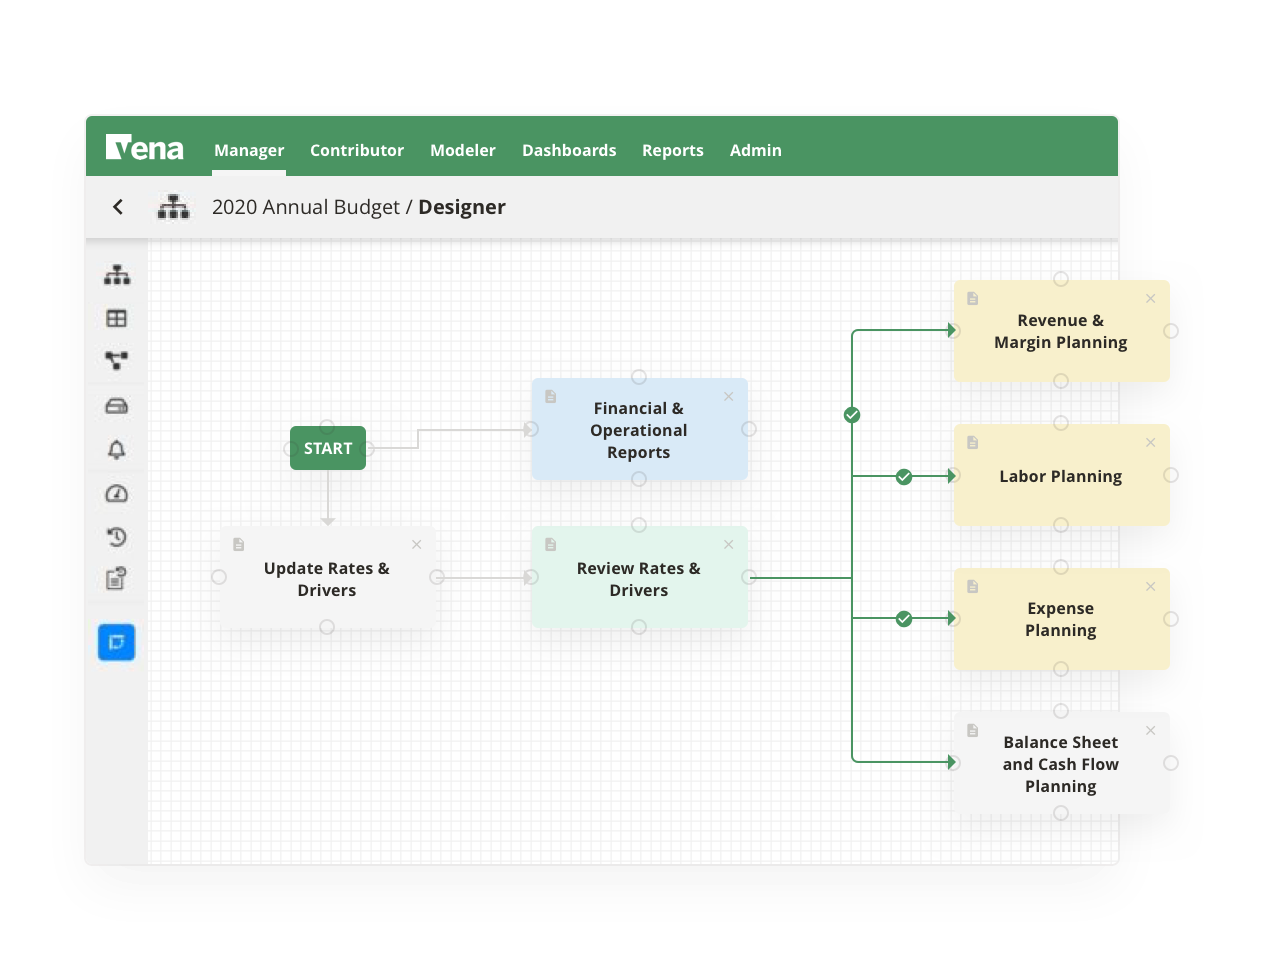 vena
Manager Contributor Modeler Dashboards Reports Admin
2020 Annual Budget / Designer
START
Financial &
Operational
Reports
Update Rates &
Drivers
Review Rates &
Drivers
Revenue &
Margin Planning
Labor Planning
Expense
Planning
Balance Sheet
and Cash Flow
Planning